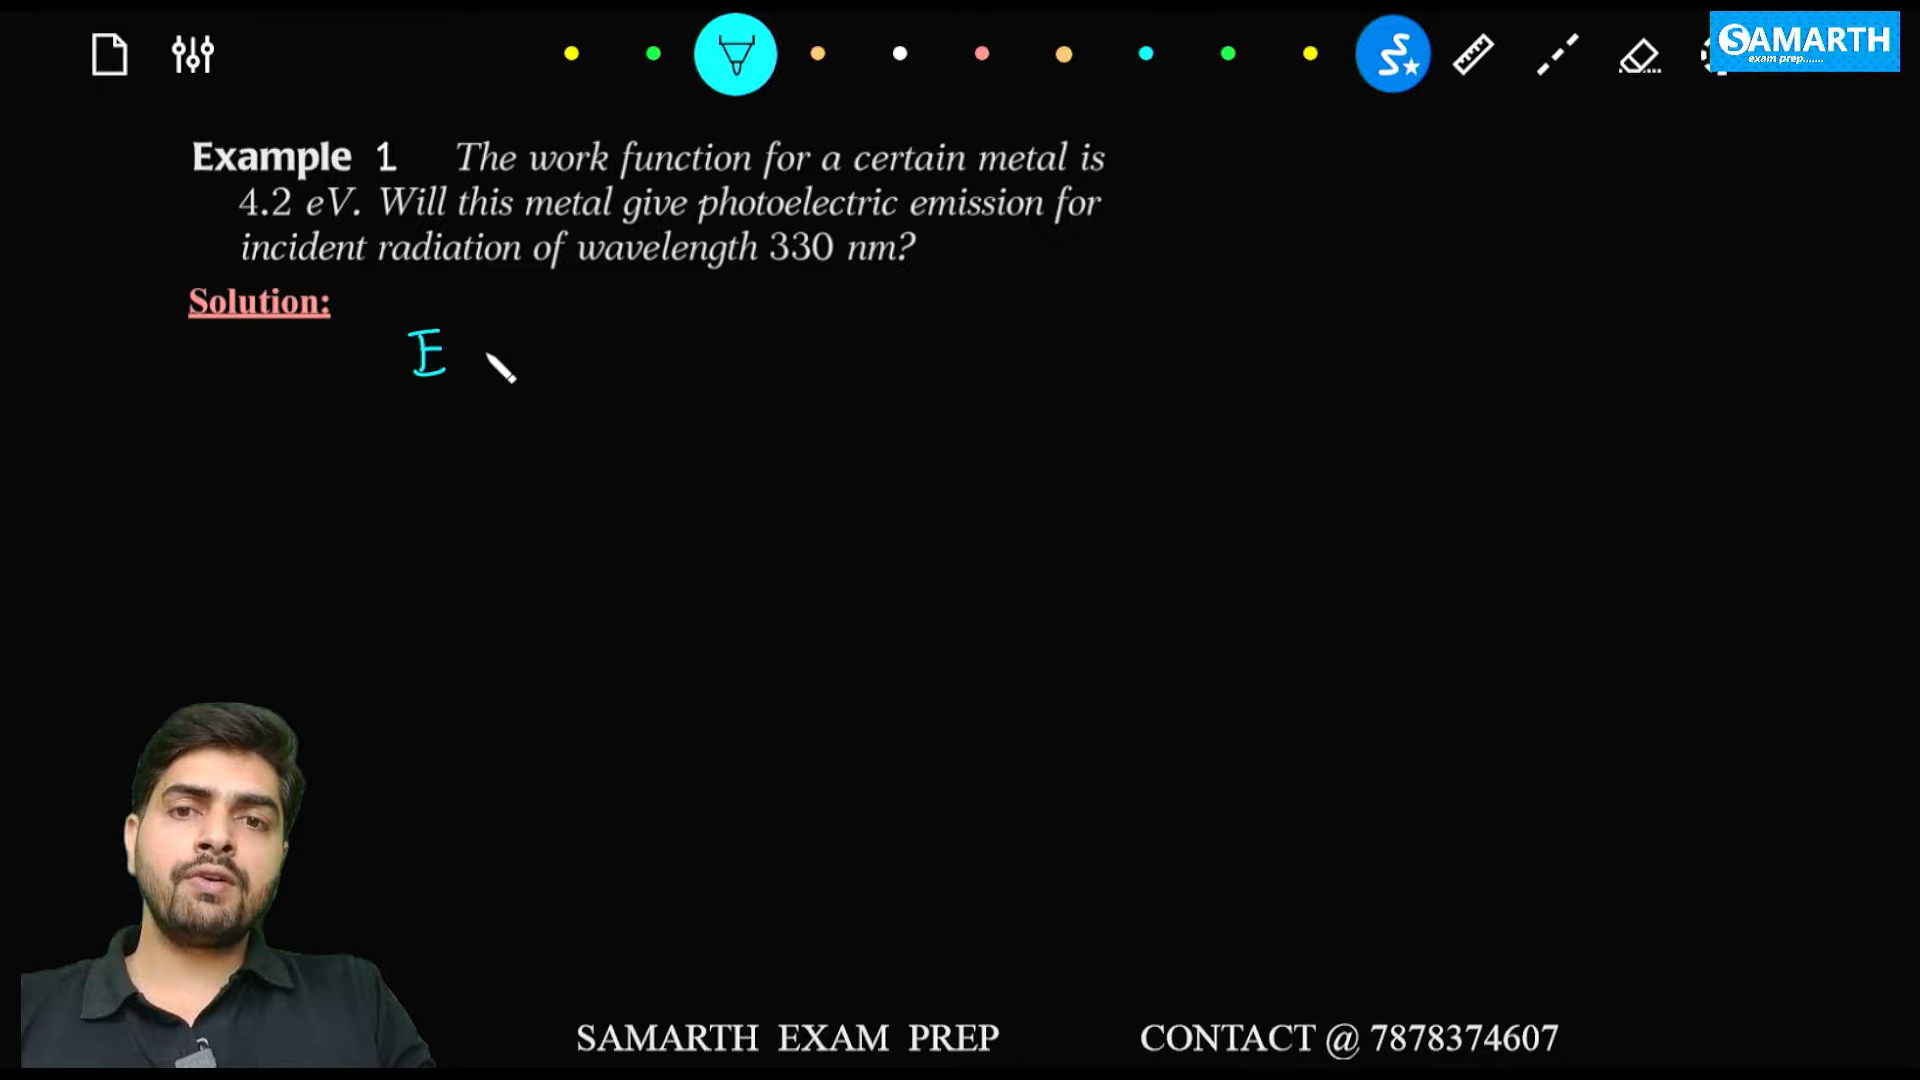 SAMARTH
exam prep......
Example 1 The work function for a certain metal is
4.2 eV. Will this metal give photoelectric emission for
incident radiation of wavelength 330 nm?
Solution:
E
SAMARTH EXAM PREP CONTACT @ 7878374607